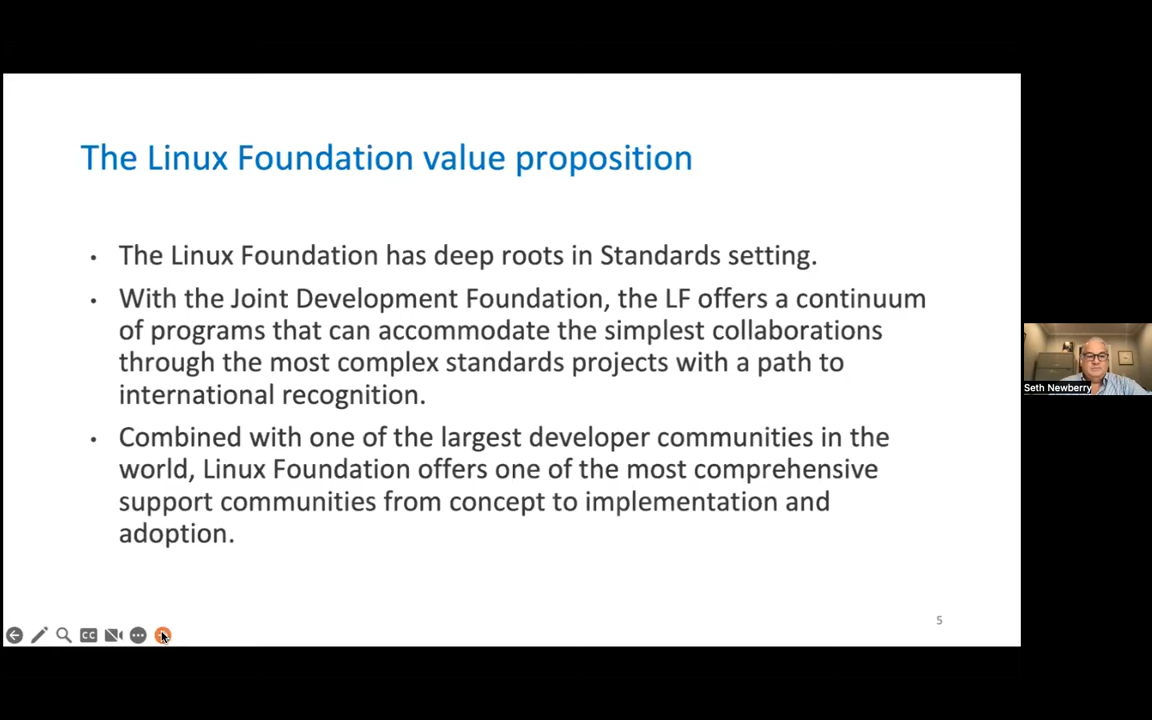 The Linux Foundation value proposition
• The Linux Foundation has deep roots in Standards setting.
• With the Joint Development Foundation, the LF offers a continuum
of programs that can accommodate the simplest collaborations
through the most complex standards projects with a path to
international recognition.
• Combined with one of the largest developer communities in the
world, Linux Foundation offers one of the most comprehensive
support communities from concept to implementation and
adoption.
5
CC
Seth Newberry